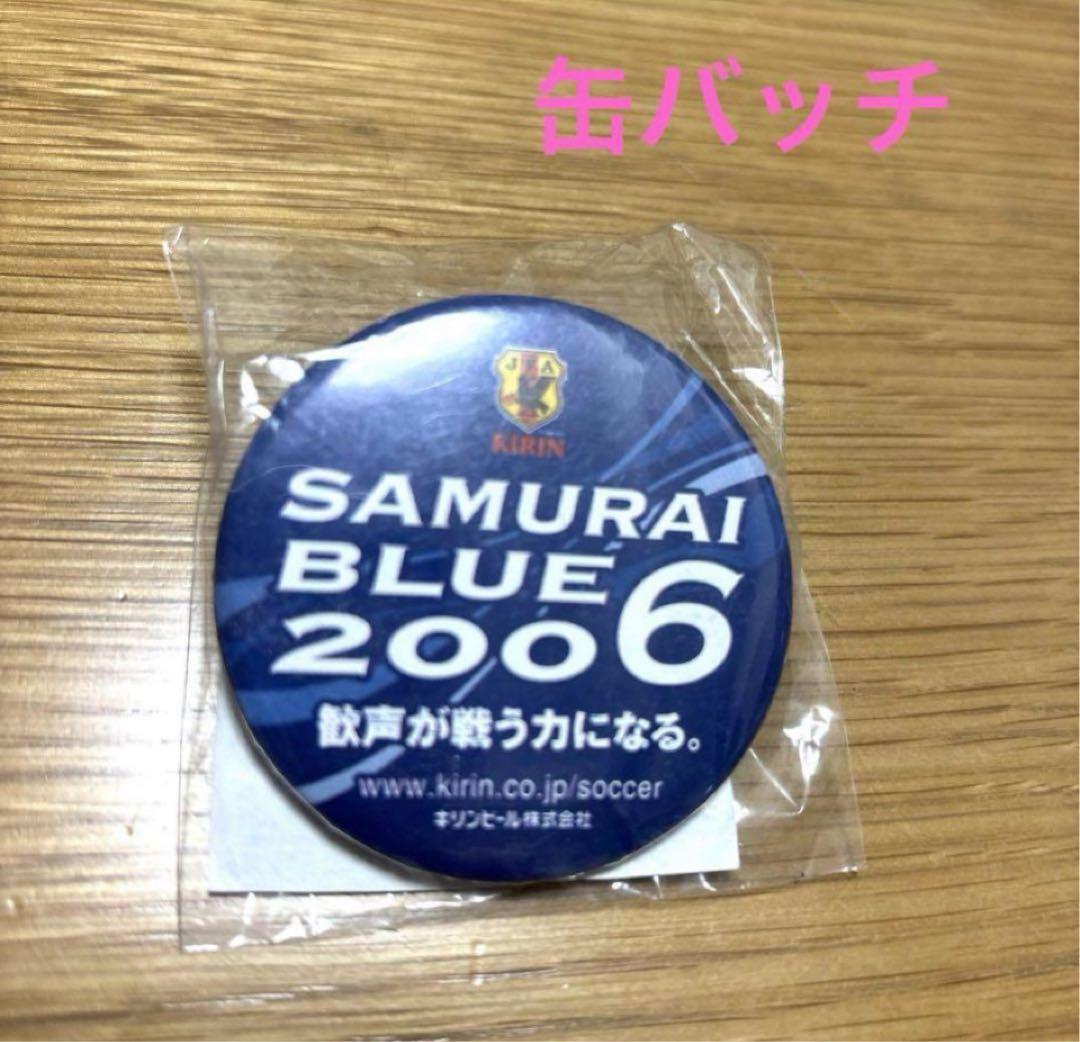 缶バッチ
JFA
KIRIN
SAMURAI
BLUE
2006
歓声が戦う力になる。
www.kirin.co.jp/soccer
キリンビール株式会社